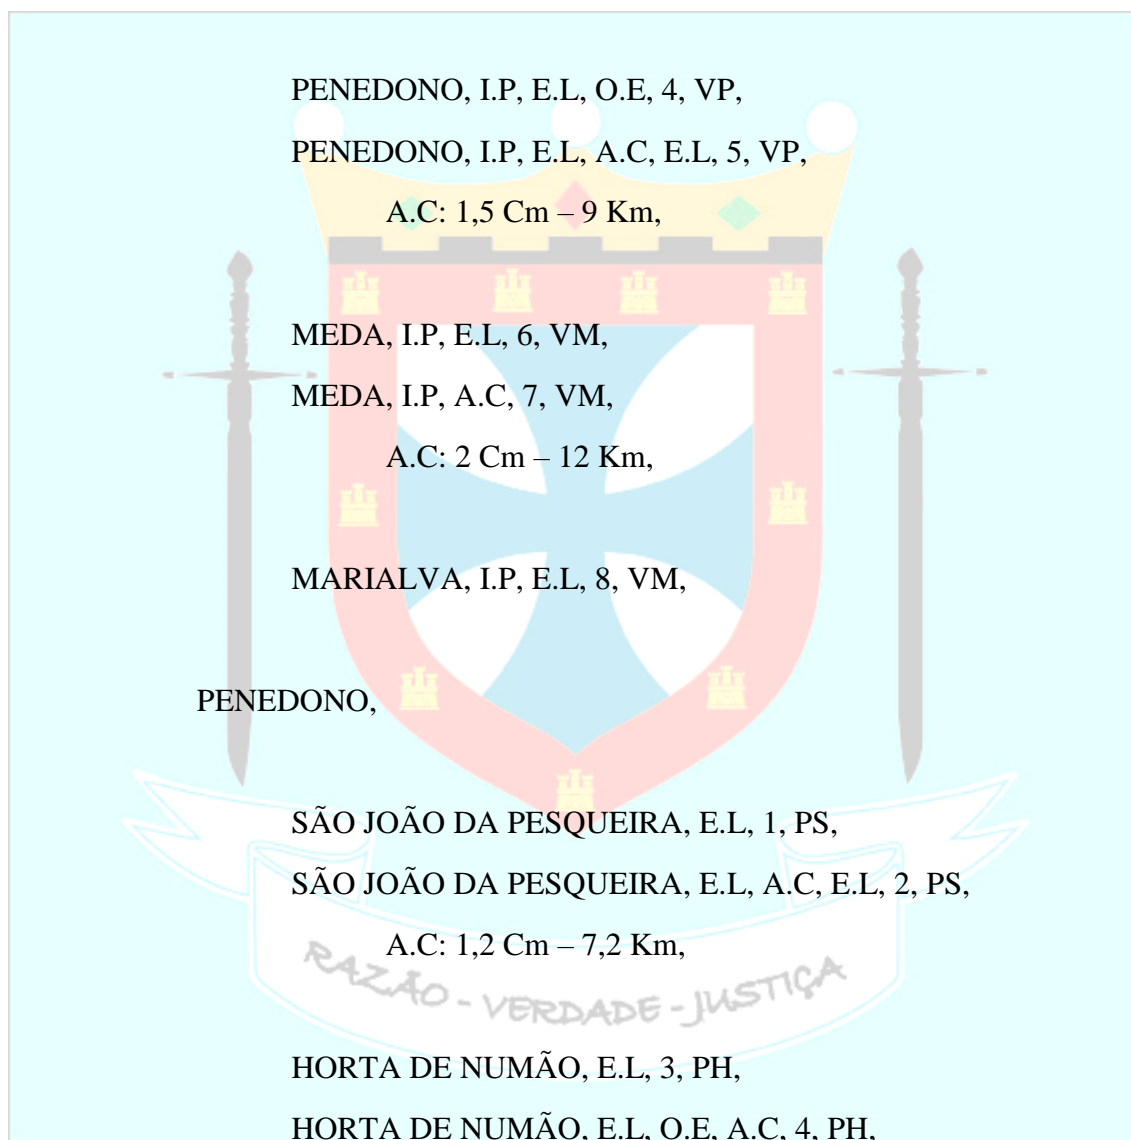 PENEDONO, I.P, E.L, O.E, 4, VP,
PENEDONO, I.P, E.L, A.C, E.L, 5, VP,
A.C: 1,5 Cm – 9 Km,
MEDA, I.P, E.L, 6, VM,
MEDA, I.P, A.C, 7, VM,
A.C: 2 Cm – 12 Km,
MARIALVA, I.P, E.L, 8, VM,
PENEDONO,
SÃO JOÃO DA PESQUEIRA, E.L, 1, PS,
SÃO JOÃO DA PESQUEIRA, E.L, A.C, E.L, 2, PS,
A.C: 1,2 Cm – 7,2 Km,
RAZÃO - VERDADE - JUSTIÇA
HORTA DE NUMÃO, E.L, 3, PH,
HORTA DE NUMÃO, E.L, O.E, A.C, 4, PH,